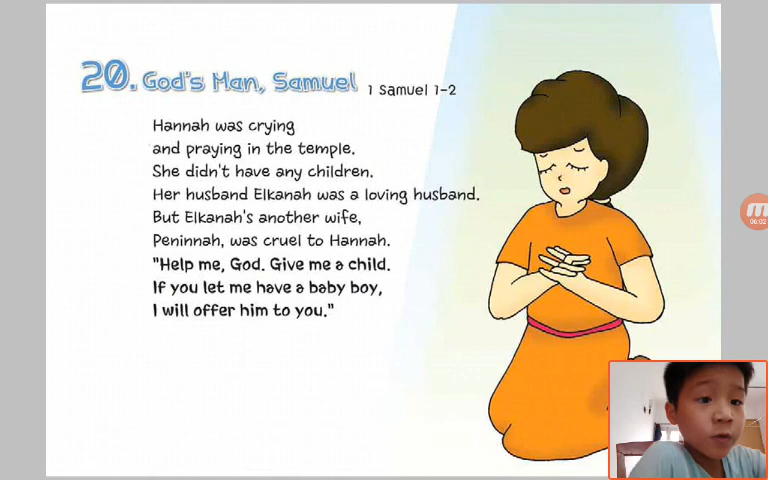 20. God's Man, Samuel 1 Samuel 1-2
Hannah was crying
and praying in the temple.
She didn't have any children.
Her husband Elkanah was a loving husband.
But Elkanah's another wife,
Peninnah, was cruel to Hannah.
"Help me, God. Give me a child.
If you let me have a baby boy,
I will offer him to you."
06:02